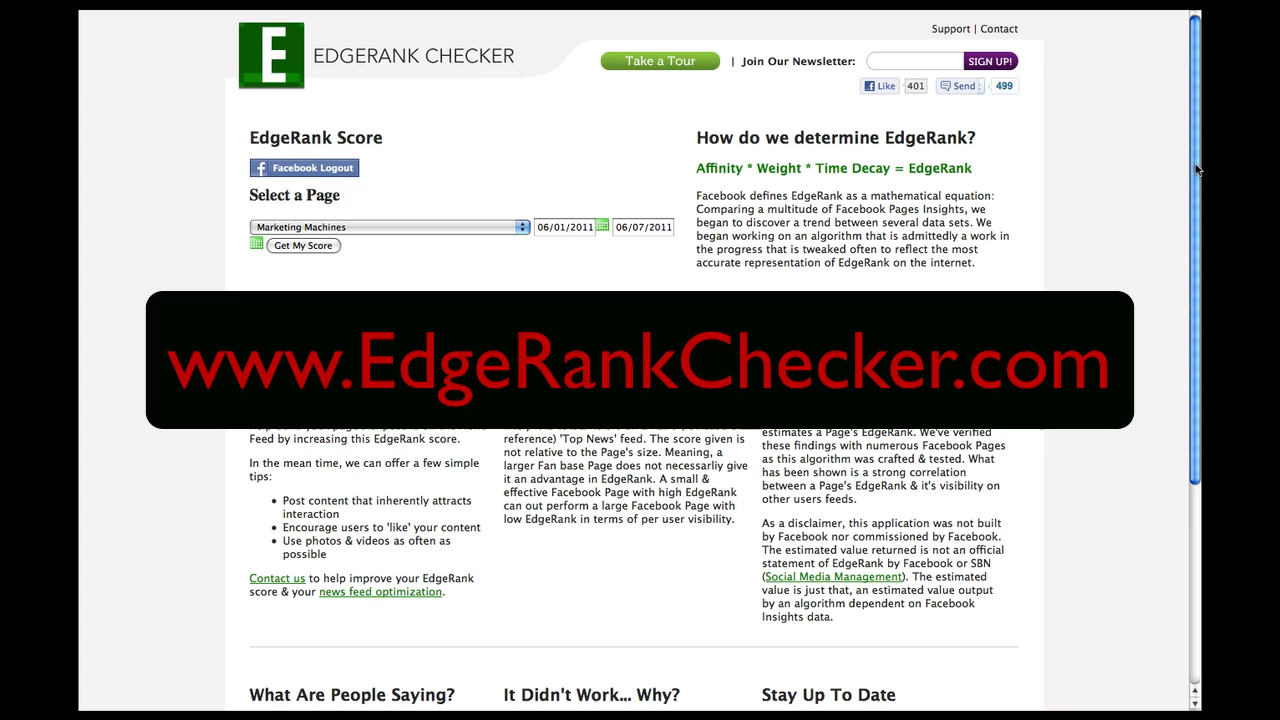 Support | Contact
E EDGERANK CHECKER
Take a Tour | Join Our Newsletter: SIGN UP!
Like 401 Send 499
EdgeRank Score
Facebook Logout
Select a Page
Marketing Machines 06/01/2011 06/07/2011
Get My Score
How do we determine EdgeRank?
Affinity * Weight * Time Decay = EdgeRank
Facebook defines EdgeRank as a mathematical equation:
Comparing a multitude of Facebook Pages Insights, we
began to discover a trend between several data sets. We
began working on an algorithm that is admittedly a work in
the progress that is tweaked often to reflect the most
accurate representation of EdgeRank on the internet.
www.EdgeRankChecker.com
Feed by increasing this EdgeRank score.
In the mean time, we can offer a few simple
tips:
• Post content that inherently attracts
interaction
• Encourage users to 'like' your content
• Use photos & videos as often as
possible
Contact us to help improve your EdgeRank
score & your news feed optimization.
reference) 'Top News' feed. The score given is
not relative to the Page's size. Meaning, a
larger Fan base Page does not necessarliy give
it an advantage in EdgeRank. A small &
effective Facebook Page with high EdgeRank
can out perform a large Facebook Page with
low EdgeRank in terms of per user visibility.
estimates a Page's EdgeRank. We've verified
these findings with numerous Facebook Pages
as this algorithm was crafted & tested. What
has been shown is a strong correlation
between a Page's EdgeRank & it's visibility on
other users feeds.
As a disclaimer, this application was not built
by Facebook nor commissioned by Facebook.
The estimated value returned is not an official
statement of EdgeRank by Facebook or SBN
(Social Media Management). The estimated
value is just that, an estimated value output
by an algorithm dependent on Facebook
Insights data.
What Are People Saying?
It Didn't Work... Why?
Stay Up To Date